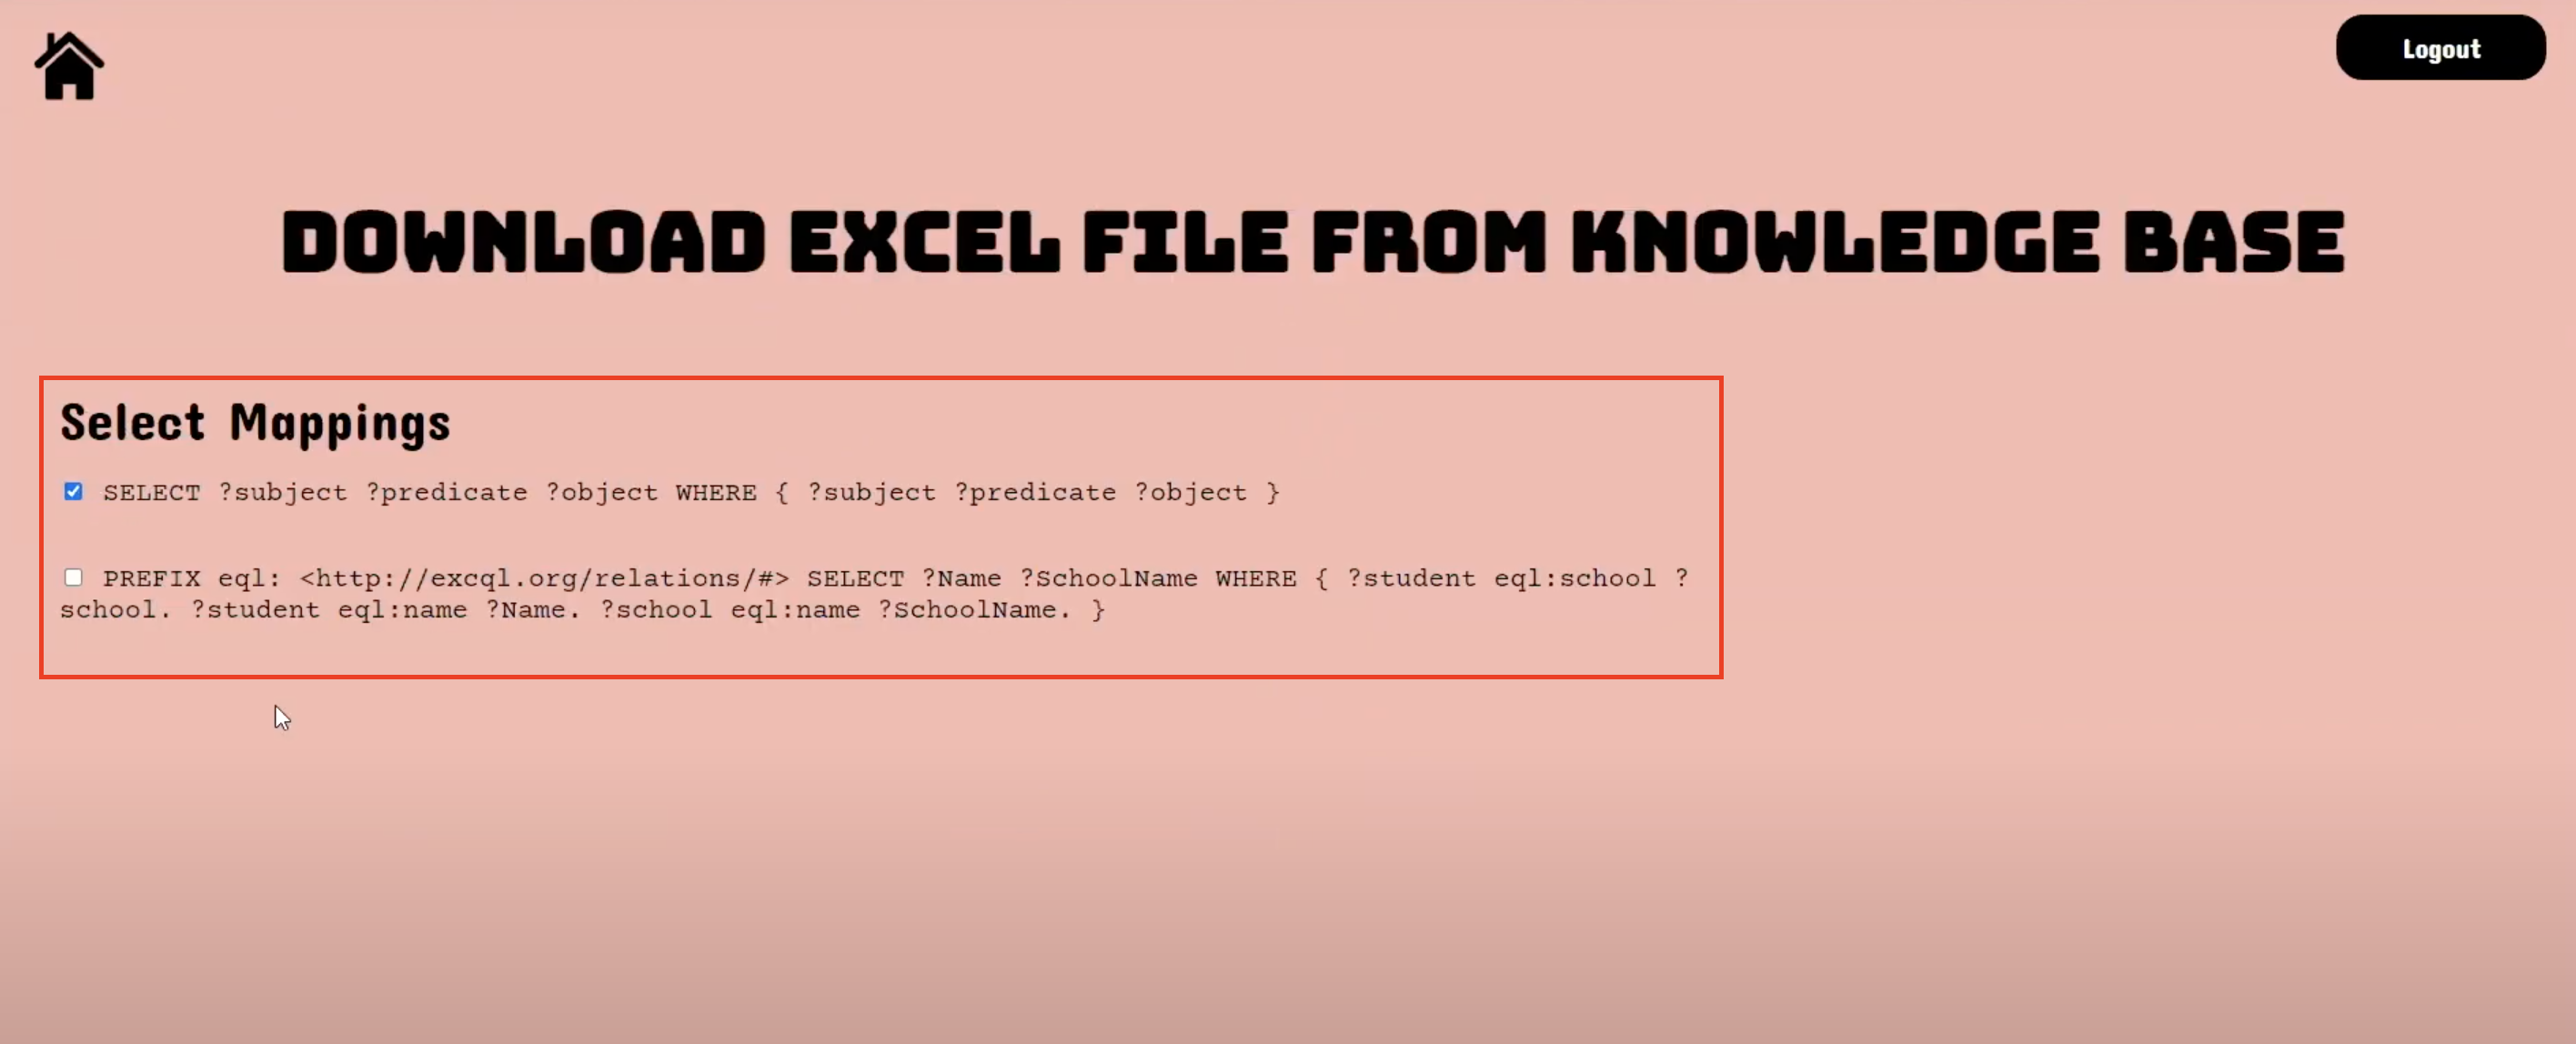 Logout
DOWNLOAD EXCEL FILE FROM KNOWLEDGE BASE
Select Mappings
SELECT ?subject ?predicate ?object WHERE { ?subject ?predicate ?object }
PREFIX eql: <http://excql.org/relations/#> SELECT ?Name ?SchoolName WHERE { ?student eql:school ?
school. ?student eql:name ?Name. ?school eql:name ?SchoolName. }